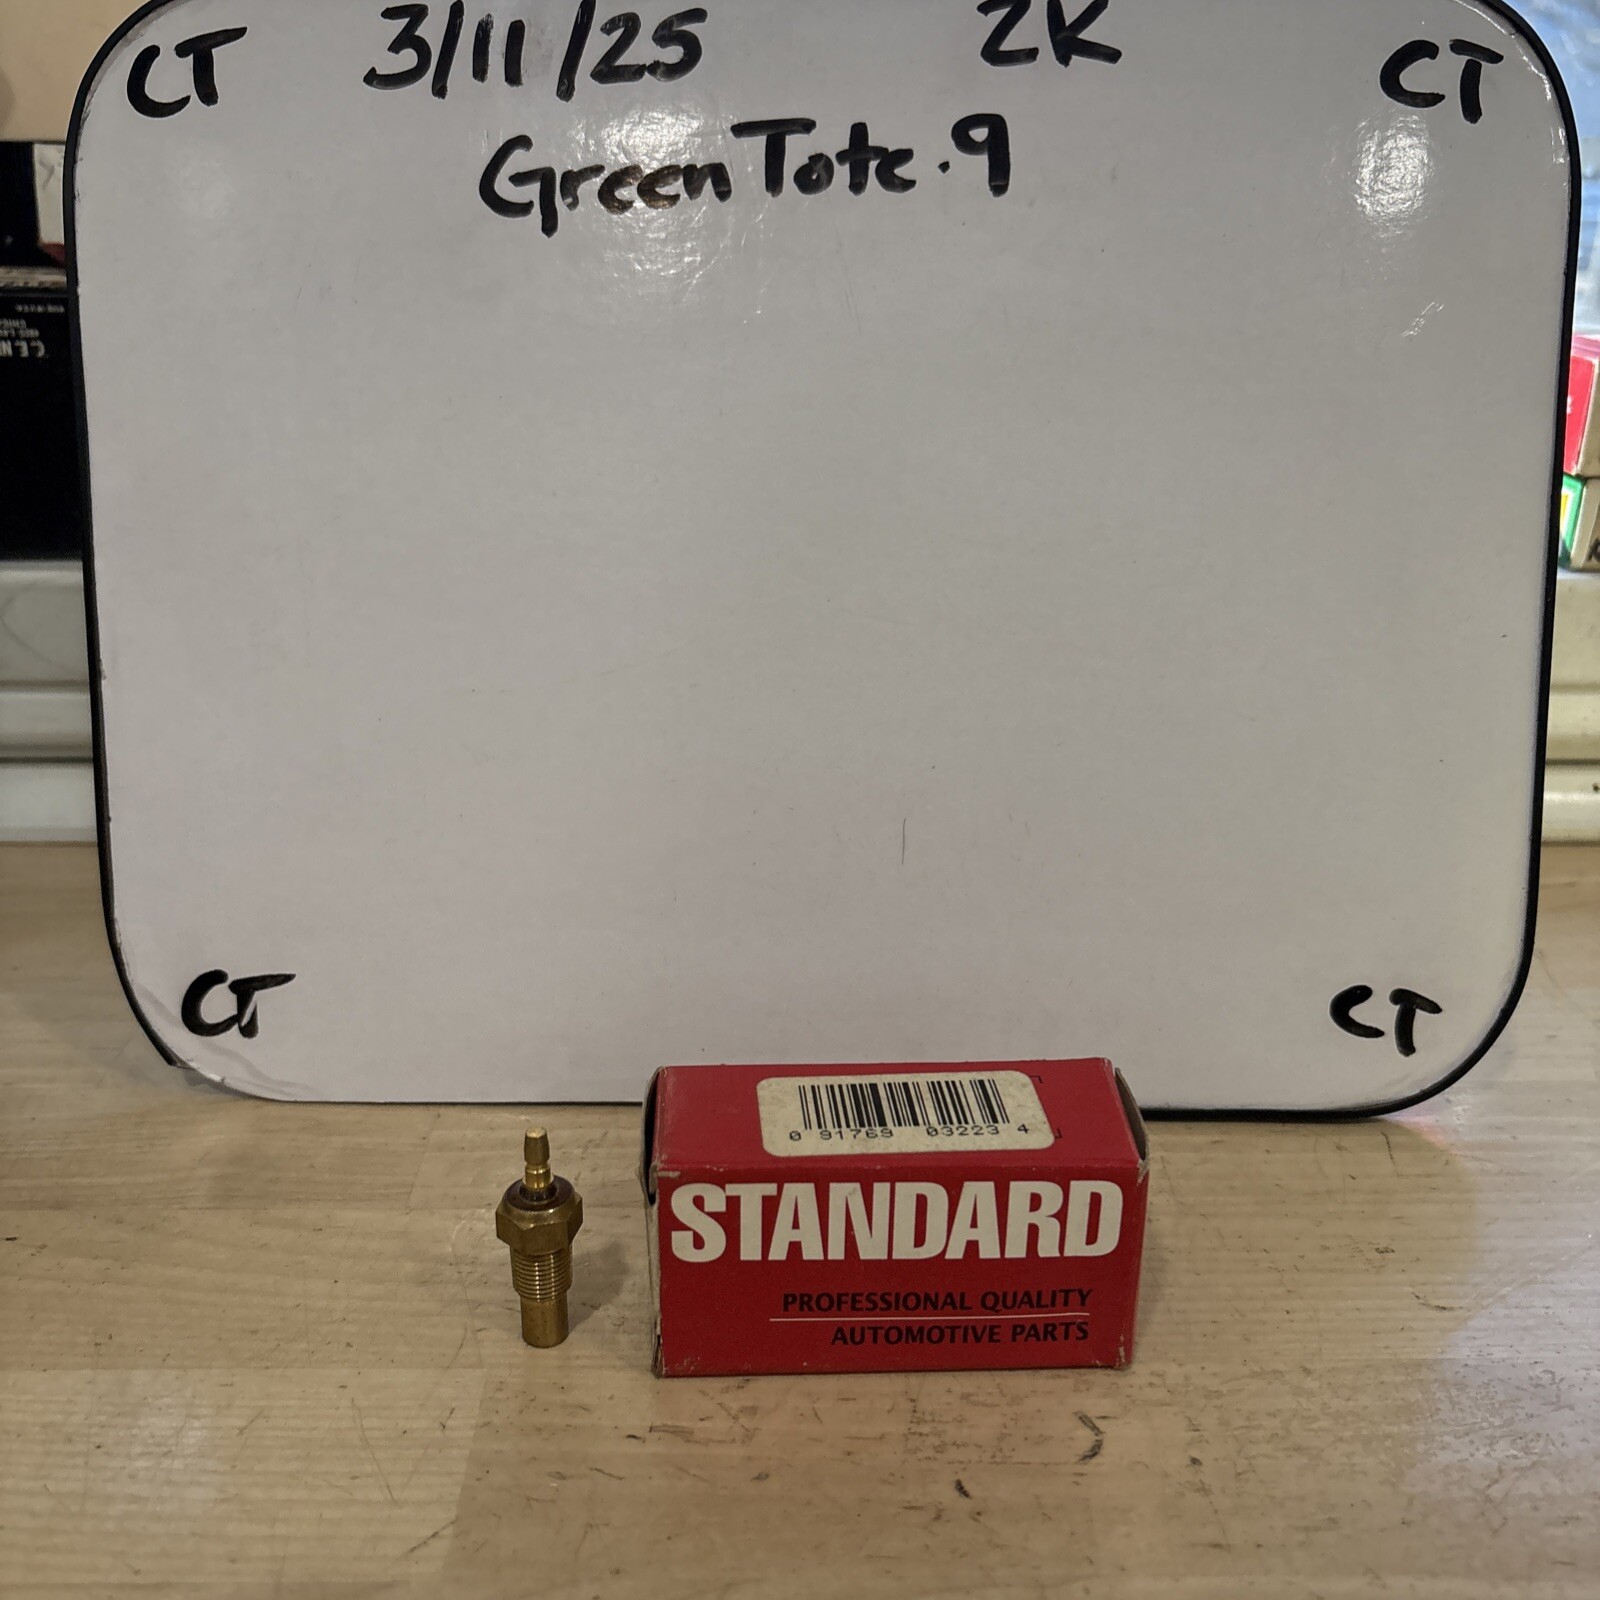 CT 3/11/25 2K CT
Green Tote.9
CT CT
0 91769 03223 4
STANDARD
PROFESSIONAL QUALITY
AUTOMOTIVE PARTS